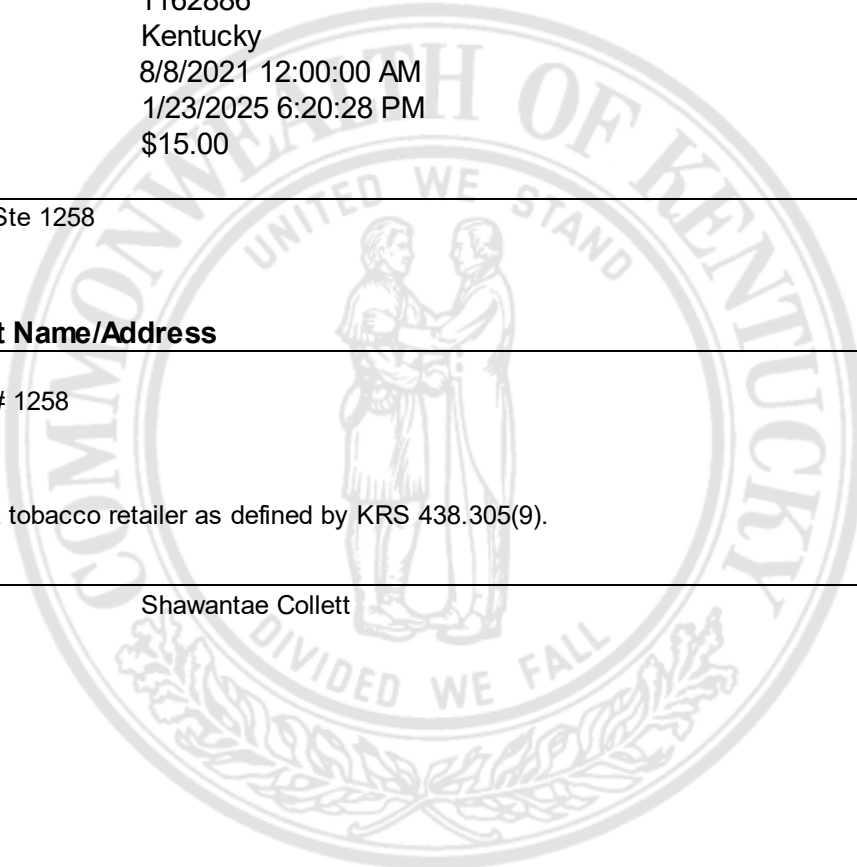 1162886
Kentucky
8/8/2021 12:00:00 AM
1/23/2025 6:20:28 PM
$15.00
Ste 1258
t Name/Address
# 1258
tobacco retailer as defined by KRS 438.305(9).
Shawantae Collett
COMMONWEALTH OF KENTUCKY
UNITED WE STAND
DIVIDED WE FALL